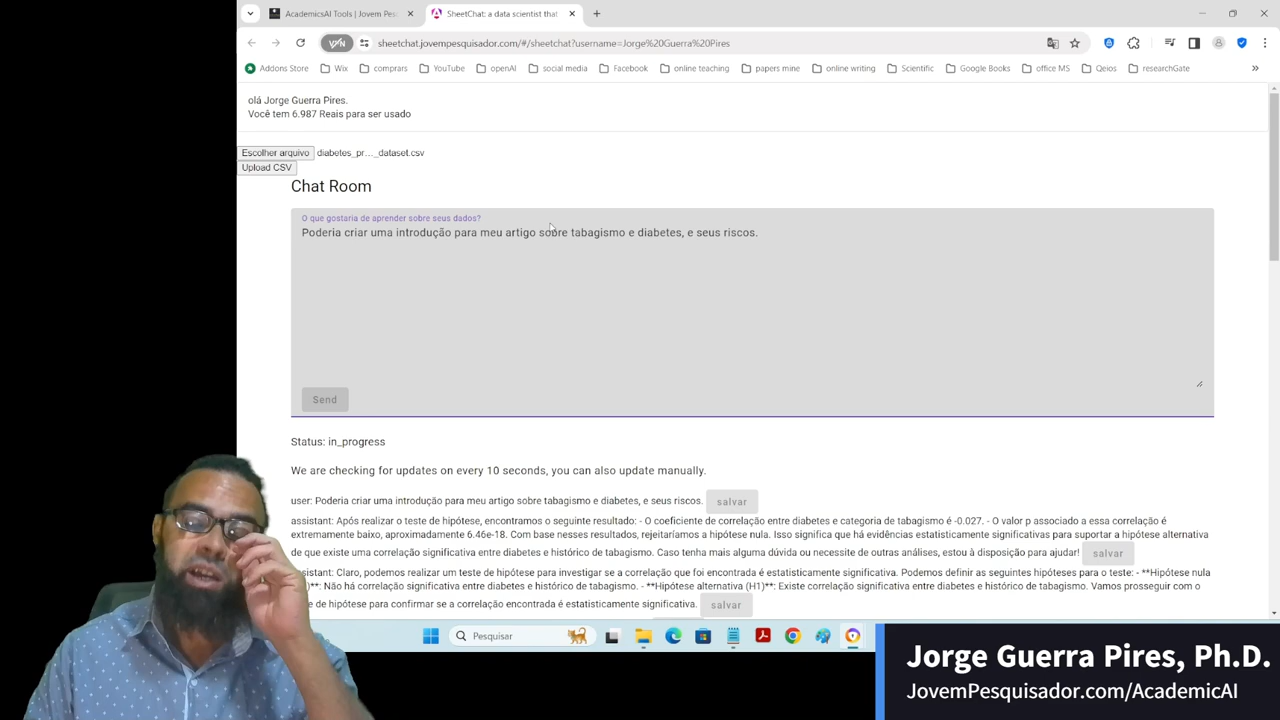 AcademicsAI Tools | Jovem Pes
SheetChat: a data scientist that
VPN
sheetchat.jovempesquisador.com/#/sheetchat?username=Jorge%20Guerra%20Pires
Addons Store
Wix
comprars
YouTube
openAI
social media
Facebook
online teaching
papers mine
online writing
Scientific
Google Books
office MS
Qeios
researchGate
olá Jorge Guerra Pires.
Você tem 6.987 Reais para ser usado
Escolher arquivo diabetes_pr…_dataset.csv
Upload CSV
Chat Room
O que gostaria de aprender sobre seus dados?
Poderia criar uma introdução para meu artigo sobre tabagismo e diabetes, e seus riscos.
Send
Status: in_progress
We are checking for updates on every 10 seconds, you can also update manually.
user: Poderia criar uma introdução para meu artigo sobre tabagismo e diabetes, e seus riscos. salvar
assistant: Após realizar o teste de hipótese, encontramos o seguinte resultado: - O coeficiente de correlação entre diabetes e categoria de tabagismo é -0.027. - O valor p associado a essa correlação é
extremamente baixo, aproximadamente 6.46e-18. Com base nesses resultados, rejeitaríamos a hipótese nula. Isso significa que há evidências estatisticamente significativas para suportar a hipótese alternativa
de que existe uma correlação significativa entre diabetes e histórico de tabagismo. Caso tenha mais alguma dúvida ou necessite de outras análises, estou à disposição para ajudar! salvar
sistant: Claro, podemos realizar um teste de hipótese para investigar se a correlação que foi encontrada é estatisticamente significativa. Podemos definir as seguintes hipóteses para o teste: - **Hipótese nula
)**: Não há correlação significativa entre diabetes e histórico de tabagismo. - **Hipótese alternativa (H1)**: Existe correlação significativa entre diabetes e histórico de tabagismo. Vamos prosseguir com o
e de hipótese para confirmar se a correlação encontrada é estatisticamente significativa. salvar
Pesquisar
Jorge Guerra Pires, Ph.D.
JovemPesquisador.com/AcademicAI